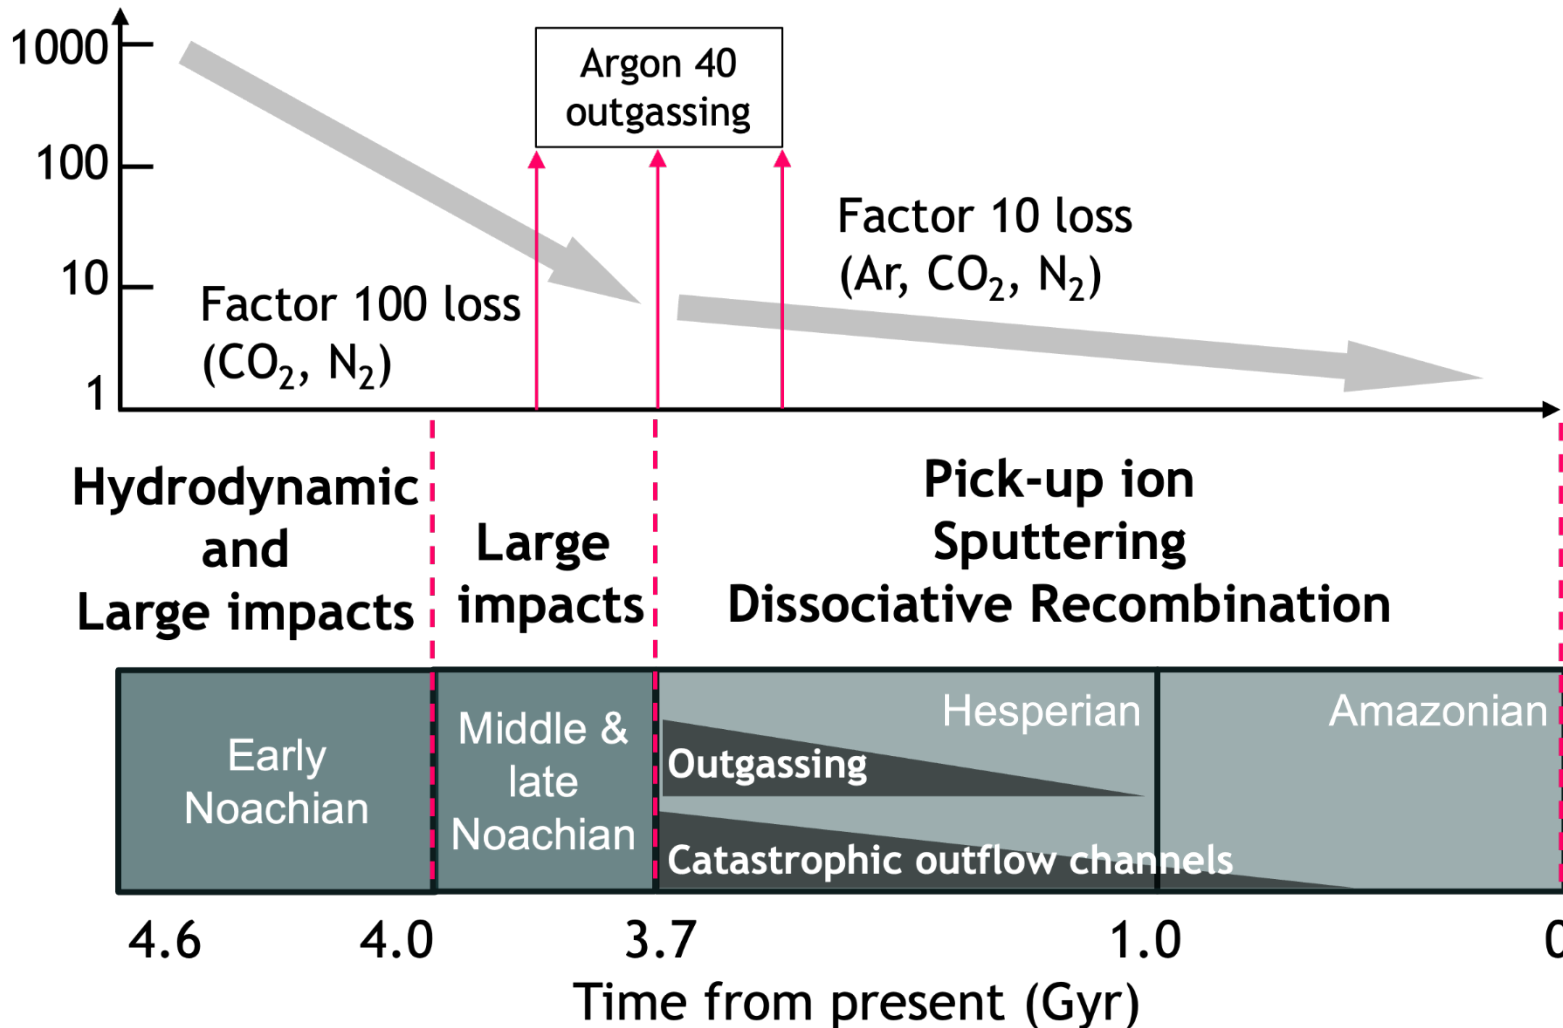 1000
100
10
1
Argon 40
outgassing
Factor 100 loss
(CO₂, N₂)
Factor 10 loss
(Ar, CO₂, N₂)
Hydrodynamic
and
Large impacts
Large
impacts
Pick-up ion
Sputtering
Dissociative Recombination
Early
Noachian
Middle &
late
Noachian
Hesperian
Amazonian
Outgassing
Catastrophic outflow channels
4.6 4.0 3.7 1.0 0
Time from present (Gyr)